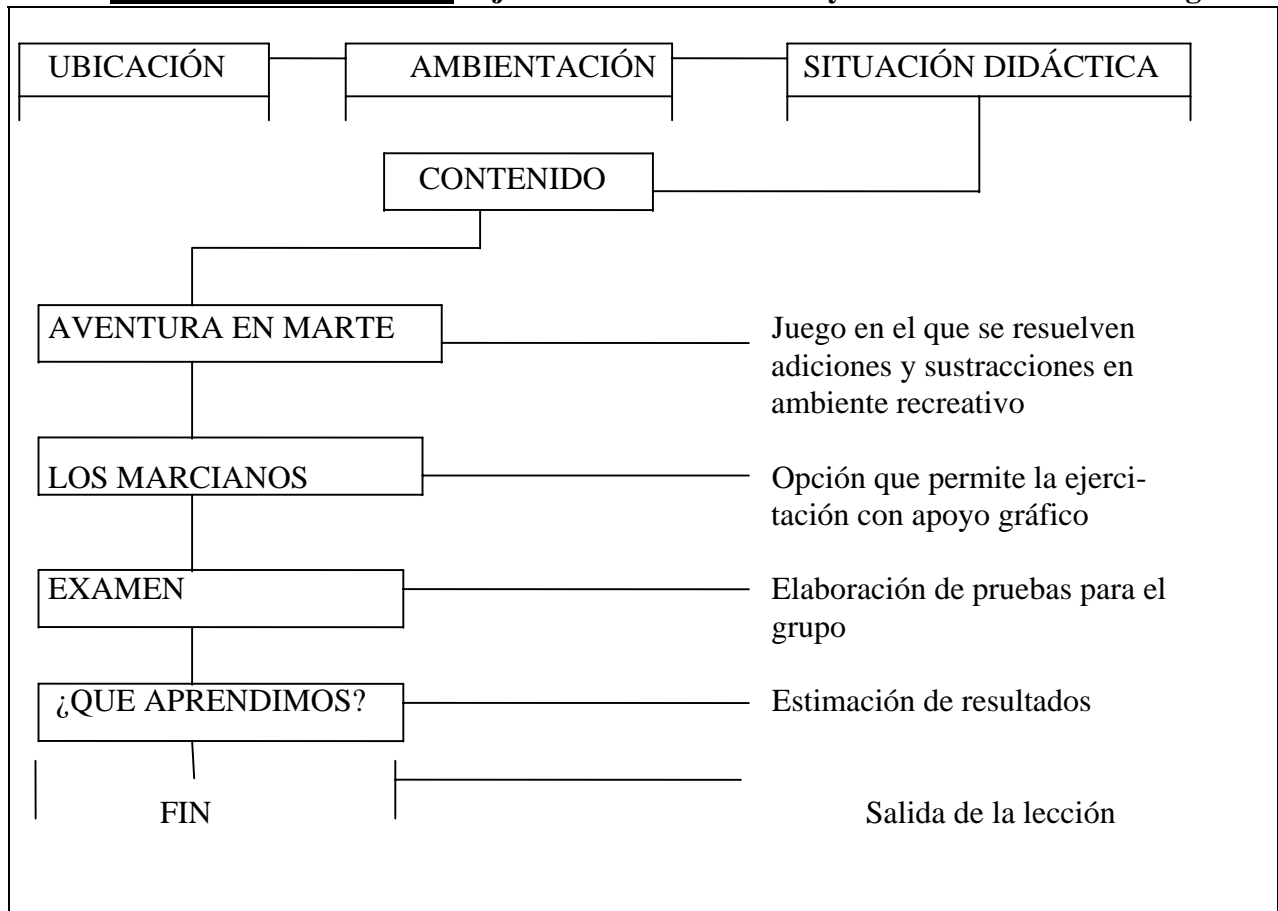 UBICACIÓN AMBIENTACIÓN SITUACIÓN DIDÁCTICA
CONTENIDO
AVENTURA EN MARTE
Juego en el que se resuelven
adiciones y sustracciones en
ambiente recreativo
LOS MARCIANOS
Opción que permite la ejerci-
tación con apoyo gráfico
EXAMEN
Elaboración de pruebas para el
grupo
¿QUE APRENDIMOS?
Estimación de resultados
FIN
Salida de la lección